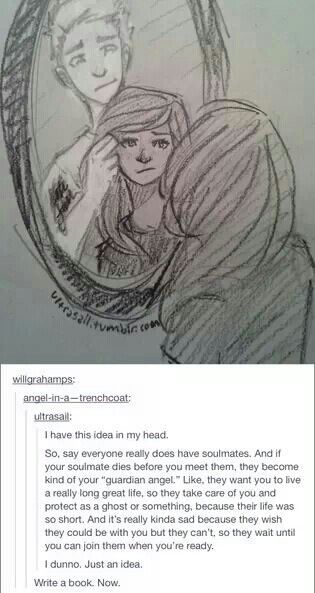 ultrasail.tumblr.com
willgrahamps:
angel-in-a—trenchcoat:
ultrasail:
I have this idea in my head.
So, say everyone really does have soulmates. And if
your soulmate dies before you meet them, they become
kind of your "guardian angel." Like, they want you to live
a really long great life, so they take care of you and
protect as a ghost or something, because their life was
so short. And it's really kinda sad because they wish
they could be with you but they can't, so they wait until
you can join them when you're ready.
I dunno. Just an idea.
Write a book. Now.